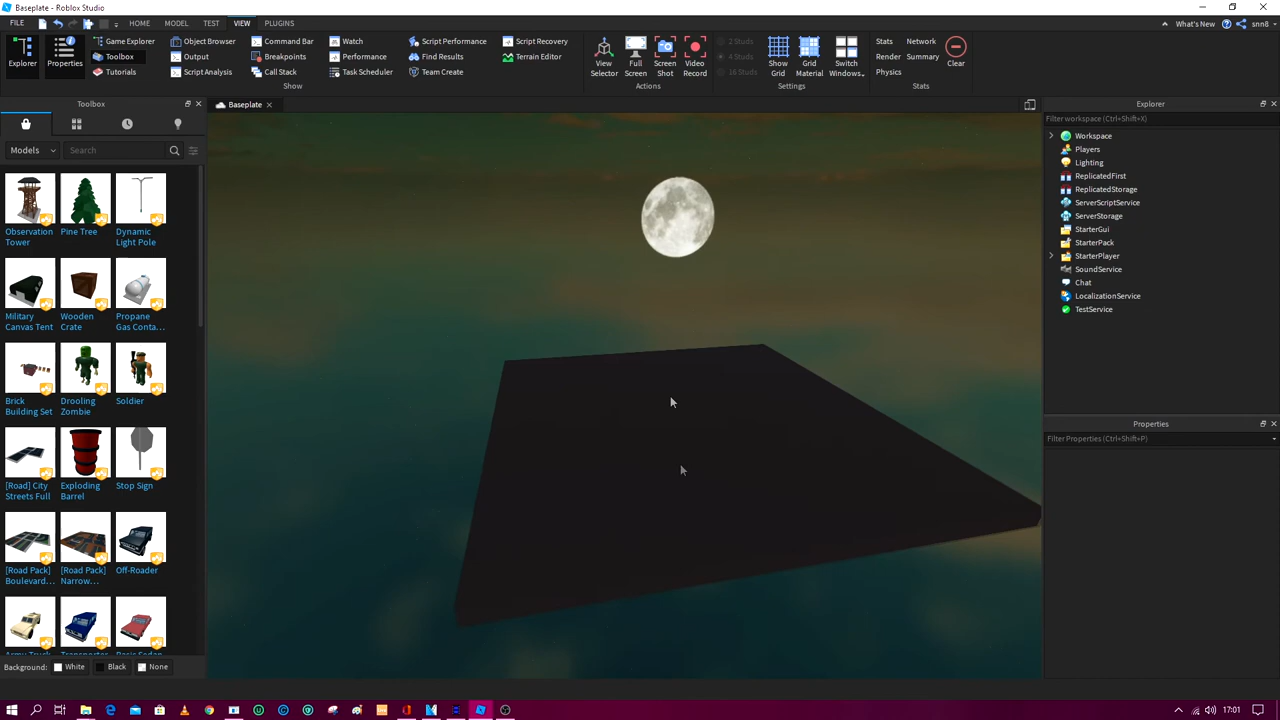 Baseplate - Roblox Studio
FILE HOME MODEL TEST VIEW PLUGINS What's New snn8
Explorer
Properties
Game Explorer
Toolbox
Tutorials
Object Browser
Output
Script Analysis
Command Bar
Breakpoints
Call Stack
Watch
Performance
Task Scheduler
Script Performance
Find Results
Team Create
Script Recovery
Terrain Editor
Show
View Selector
Full Screen
Screen Shot
Video Record
Actions
2 Studs
4 Studs
16 Studs
Show Grid
Grid Material
Switch Windows
Settings
Stats
Network
Render
Summary
Physics
Clear
Stats
Toolbox
Baseplate
Explorer
Models
Search
Filter workspace (Ctrl+Shift+X)
Observation Tower
Pine Tree
Dynamic Light Pole
Military Canvas Tent
Wooden Crate
Propane Gas Conta...
Brick Building Set
Drooling Zombie
Soldier
[Road] City Streets Full
Exploding Barrel
Stop Sign
[Road Pack] Boulevard...
[Road Pack] Narrow...
Off-Roader
Army Truck
Transporter
Basic Sedan
Background: White Black None
Workspace
Players
Lighting
ReplicatedFirst
ReplicatedStorage
ServerScriptService
ServerStorage
StarterGui
StarterPack
StarterPlayer
SoundService
Chat
LocalizationService
TestService
Properties
Filter Properties (Ctrl+Shift+P)
17:01